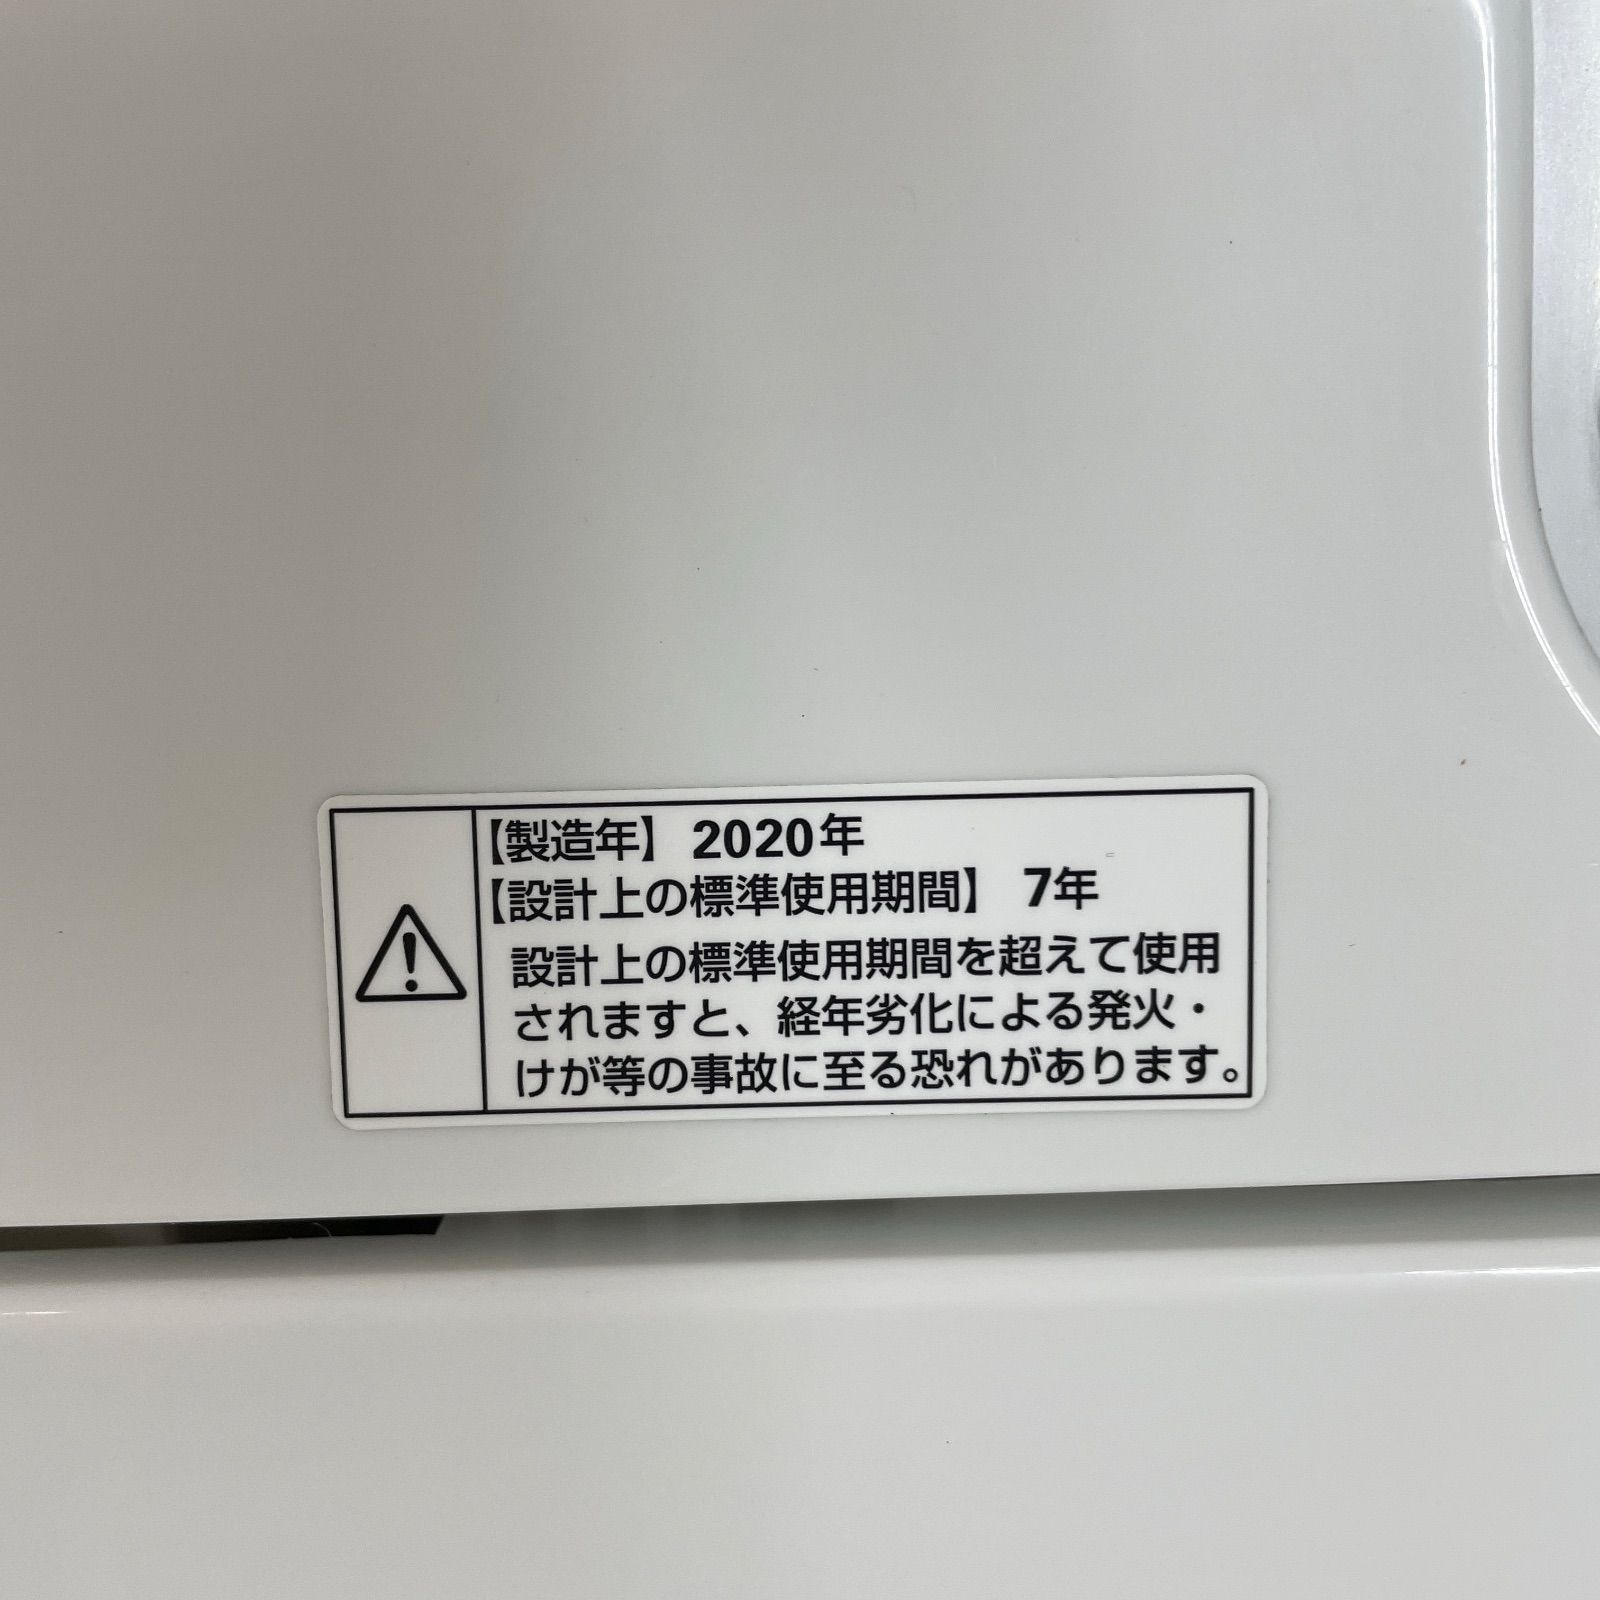 【製造年】 2020年
【設計上の標準使用期間】 7年
設計上の標準使用期間を超えて使用
されますと、経年劣化による発火・
けが等の事故に至る恐れがあります。